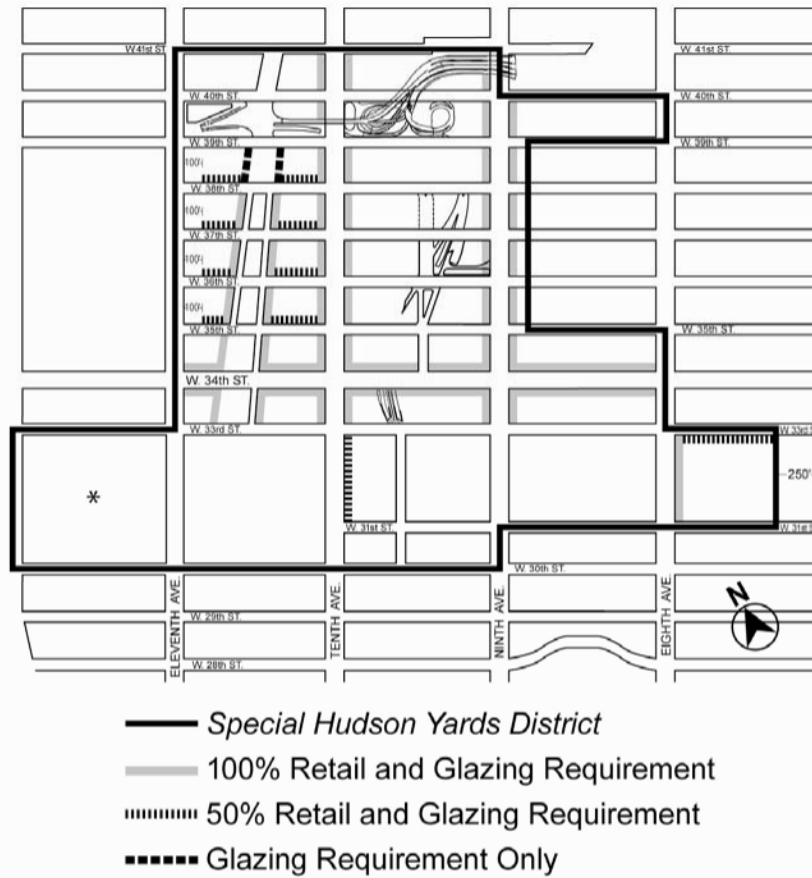 W.41st ST. W. 41st ST.
W. 40th ST. W. 40th ST.
W. 39th ST. W. 39th ST.
100'
W. 38th ST.
100'
W. 37th ST.
100'
W. 36th ST.
100'
W. 35th ST. W. 35th ST.
W. 34th ST.
W. 33rd ST. W. 33rd S
*
250'
W. 31st ST. W. 31st S
W. 30th ST.
N
ELEVENTH AVE.
TENTH AVE.
NINTH AVE.
EIGHTH AVE.
W. 29th ST.
W. 28th ST.
Special Hudson Yards District
100% Retail and Glazing Requirement
50% Retail and Glazing Requirement
Glazing Requirement Only